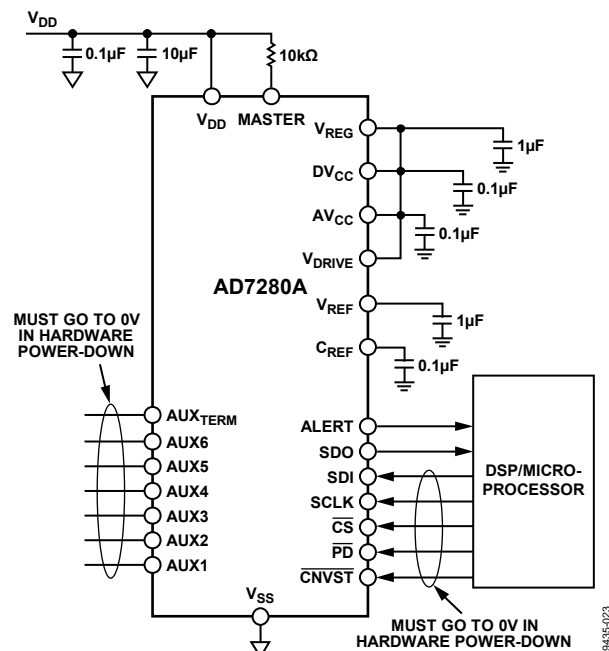 VDD
0.1µF
10µF
10kΩ
VDD
MASTER
VREG
1µF
DVCC
0.1µF
AVCC
0.1µF
VDRIVE
AD7280A
VREF
1µF
CREF
0.1µF
MUST GO TO 0V
IN HARDWARE
POWER-DOWN
AUXTERM
AUX6
AUX5
AUX4
AUX3
AUX2
AUX1
ALERT
SDO
SDI
SCLK
CS
PD
CNVST
DSP/MICRO-
PROCESSOR
VSS
MUST GO TO 0V IN
HARDWARE POWER-DOWN
9435-023